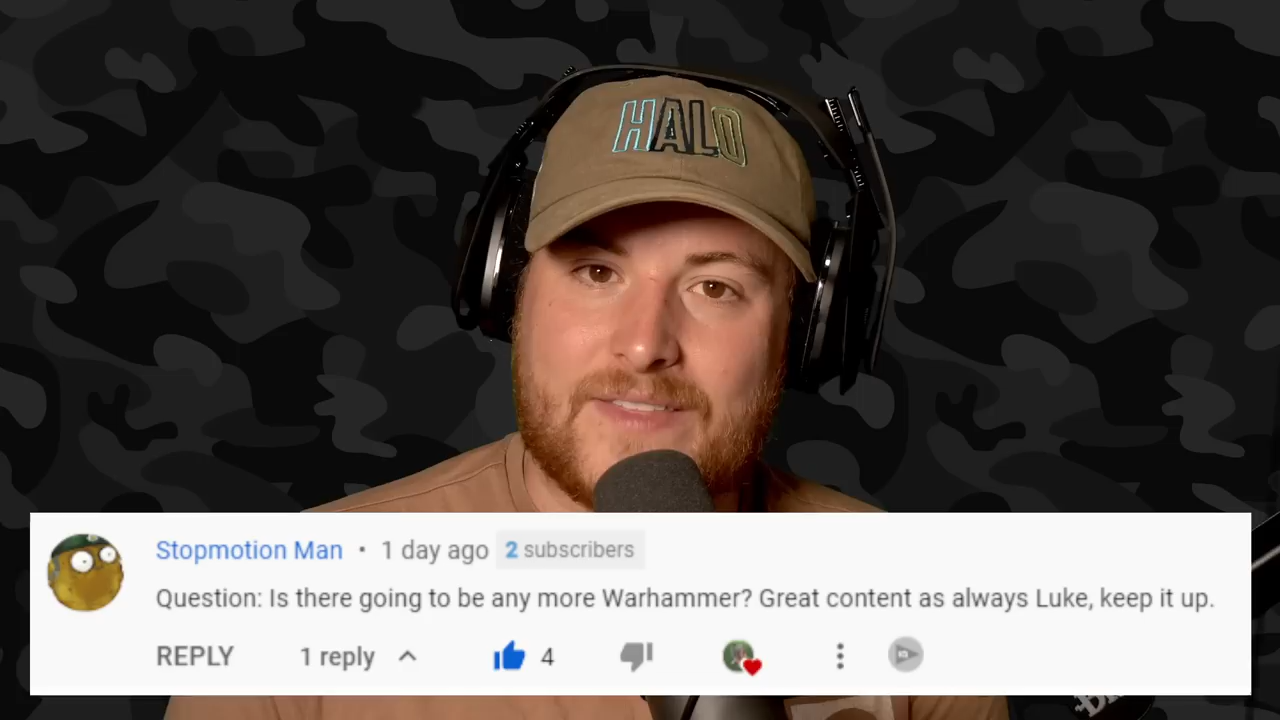 HALO
Stopmotion Man • 1 day ago 2 subscribers
Question: Is there going to be any more Warhammer? Great content as always Luke, keep it up.
REPLY 1 reply 4